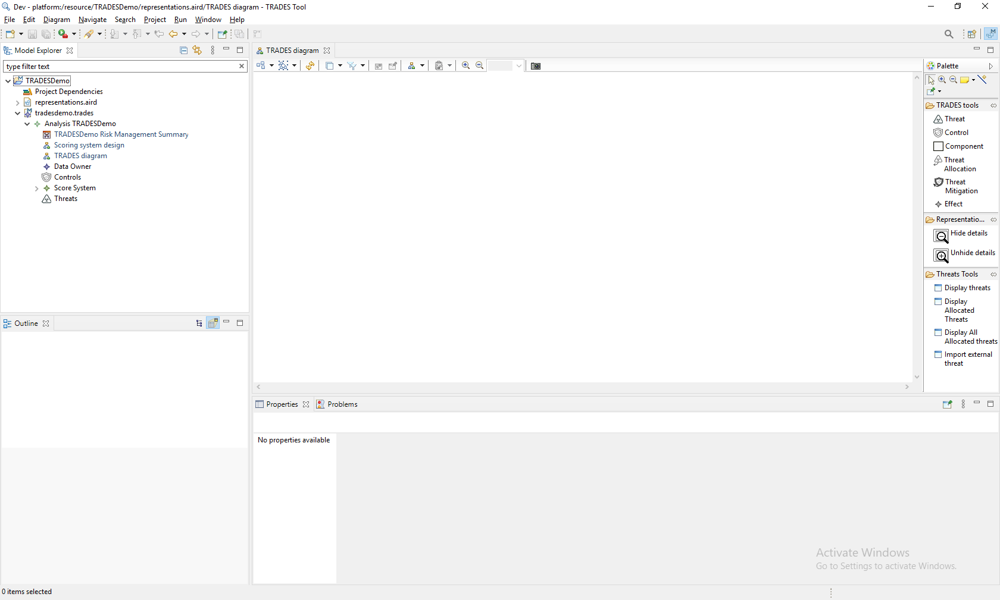 Dev - platform:/resource/TRADESDemo/representations.aird/TRADES diagram - TRADES Tool
File Edit Diagram Navigate Search Project Run Window Help
Model Explorer
type filter text
TRADESDemo
Project Dependencies
representations.aird
tradesdemo.trades
Analysis TRADESDemo
TRADESDemo Risk Management Summary
Scoring system design
TRADES diagram
Data Owner
Controls
Score System
Threats
Outline
TRADES diagram
Palette
TRADES tools
Threat
Control
Component
Threat
Allocation
Threat
Mitigation
Effect
Representatio...
Hide details
Unhide details
Threats Tools
Display threats
Display
Allocated
Threats
Display All
Allocated threats
Import external
threat
Properties
Problems
No properties available
Activate Windows
Go to Settings to activate Windows.
0 items selected